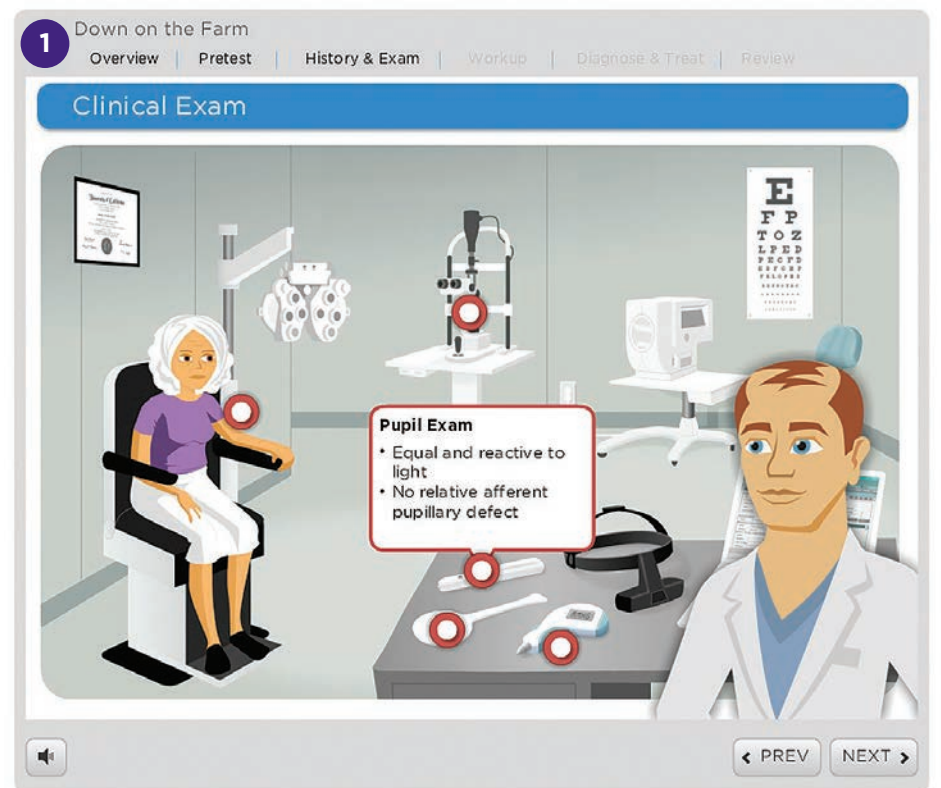 1
Down on the Farm
Overview | Pretest | History & Exam | Workup | Diagnose & Treat | Review
Clinical Exam
E
F P
T O Z
L P E D
P E C F D
Pupil Exam
• Equal and reactive to
light
• No relative afferent
pupillary defect
PREV
NEXT